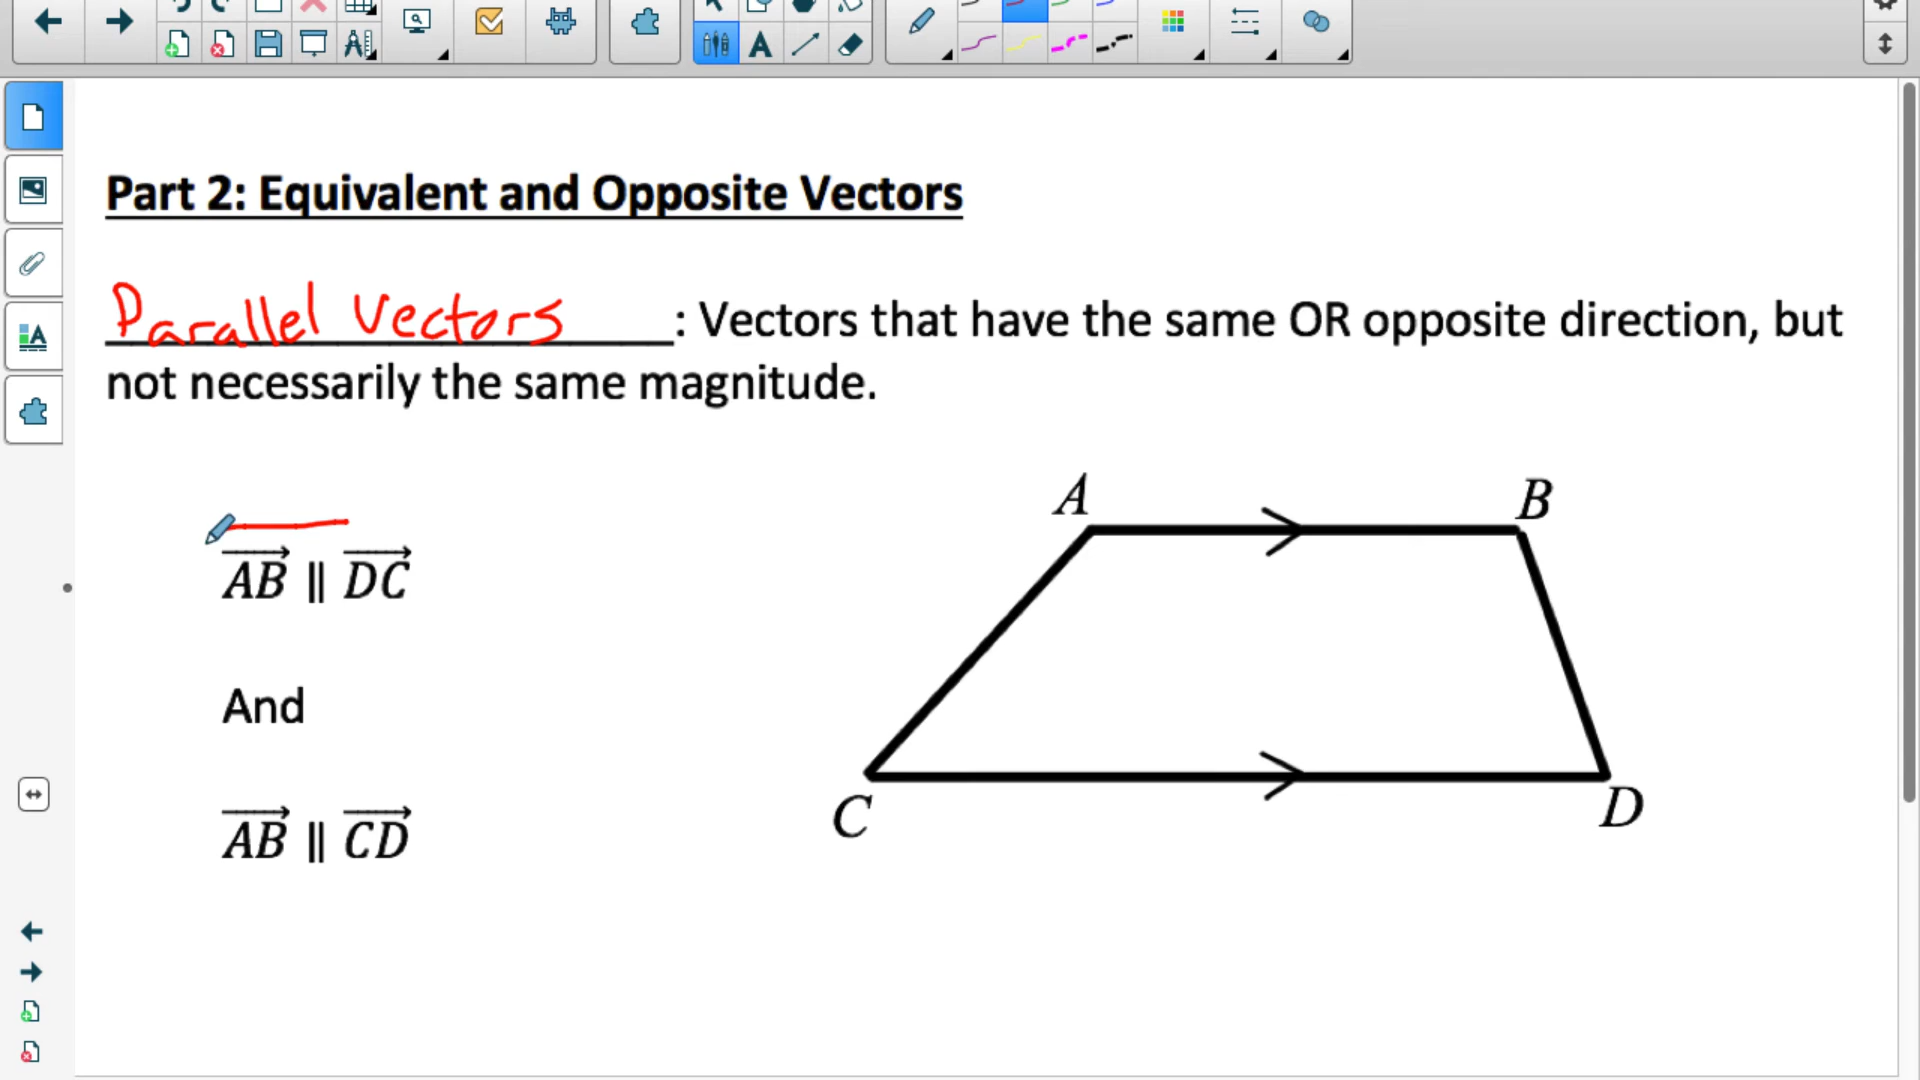 Part 2: Equivalent and Opposite Vectors
Parallel Vectors: Vectors that have the same OR opposite direction, but
not necessarily the same magnitude.
A
B
AB ∥ DC
And
AB ∥ CD
C
D